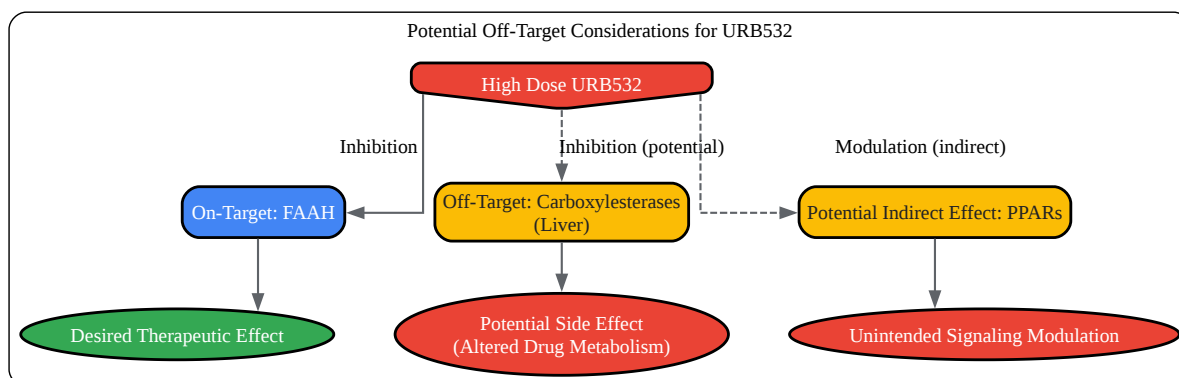 Potential Off-Target Considerations for URB532
High Dose URB532
Inhibition
Inhibition (potential)
Modulation (indirect)
On-Target: FAAH
Off-Target: Carboxylesterases
(Liver)
Potential Indirect Effect: PPARs
Desired Therapeutic Effect
Potential Side Effect
(Altered Drug Metabolism)
Unintended Signaling Modulation